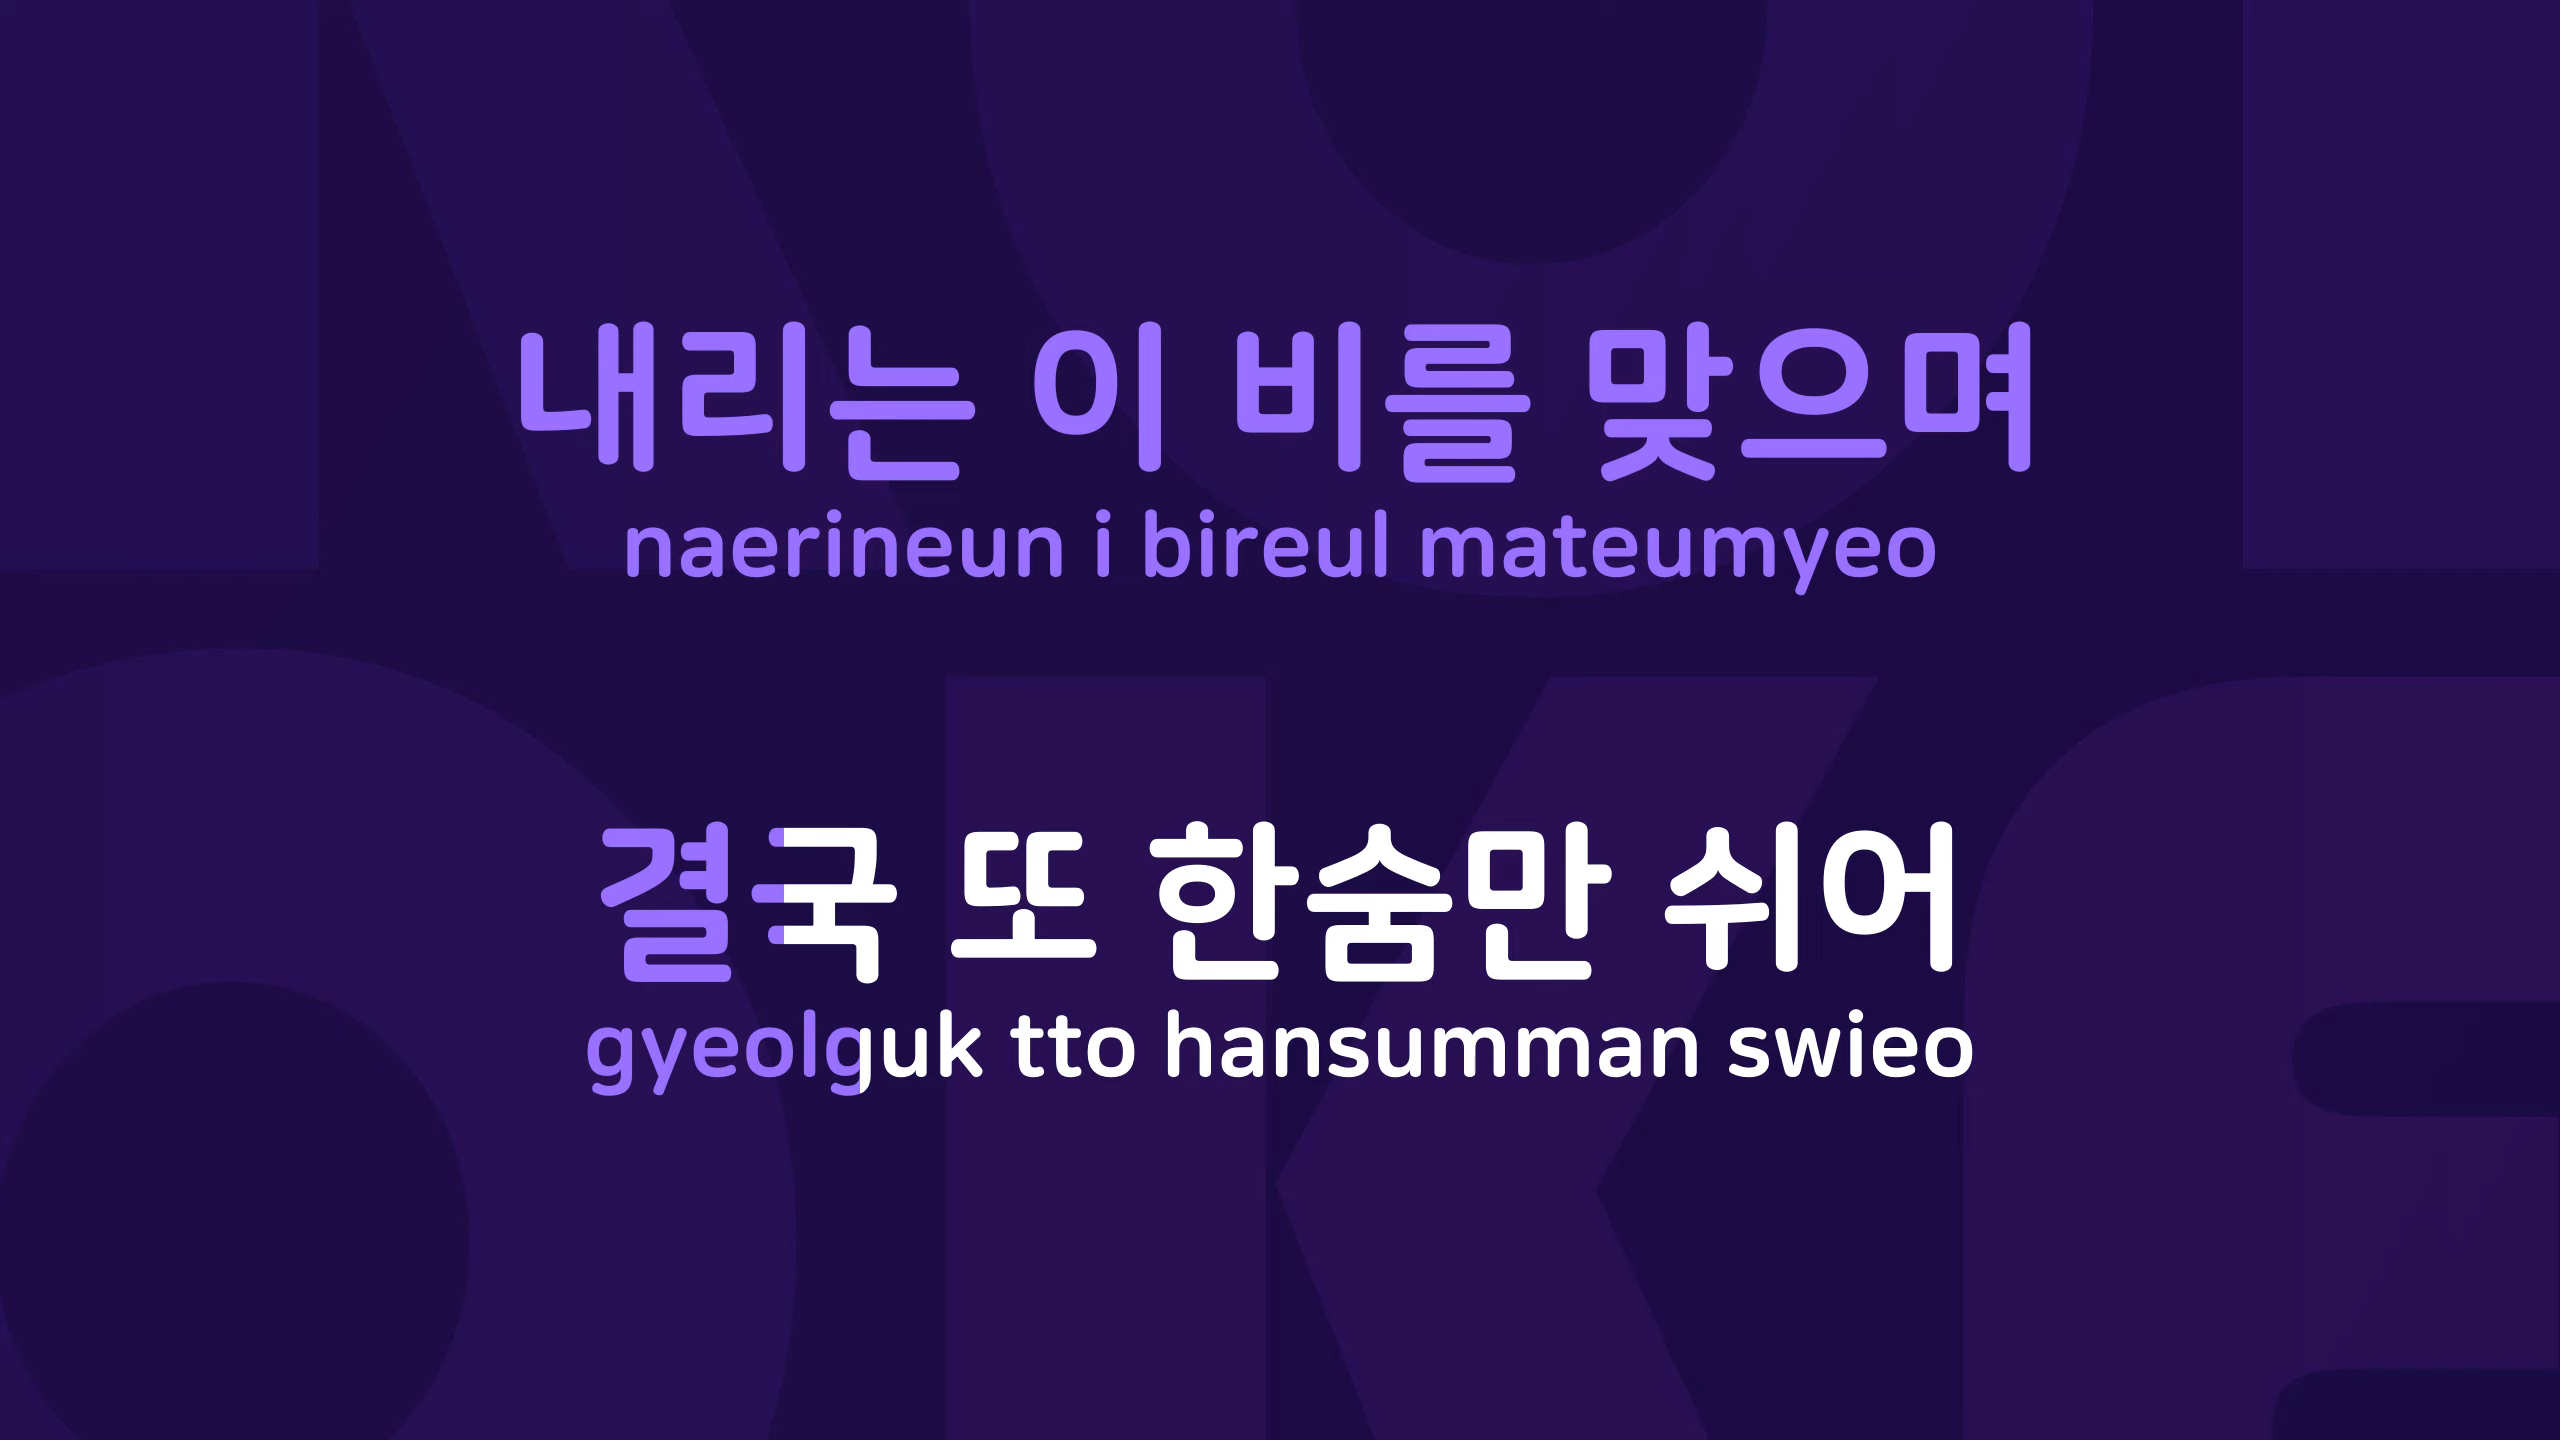 내리는 이 비를 맞으며
naerineun i bireul mateumyeo
결국 또 한숨만 쉬어
gyeolguk tto hansumman swieo